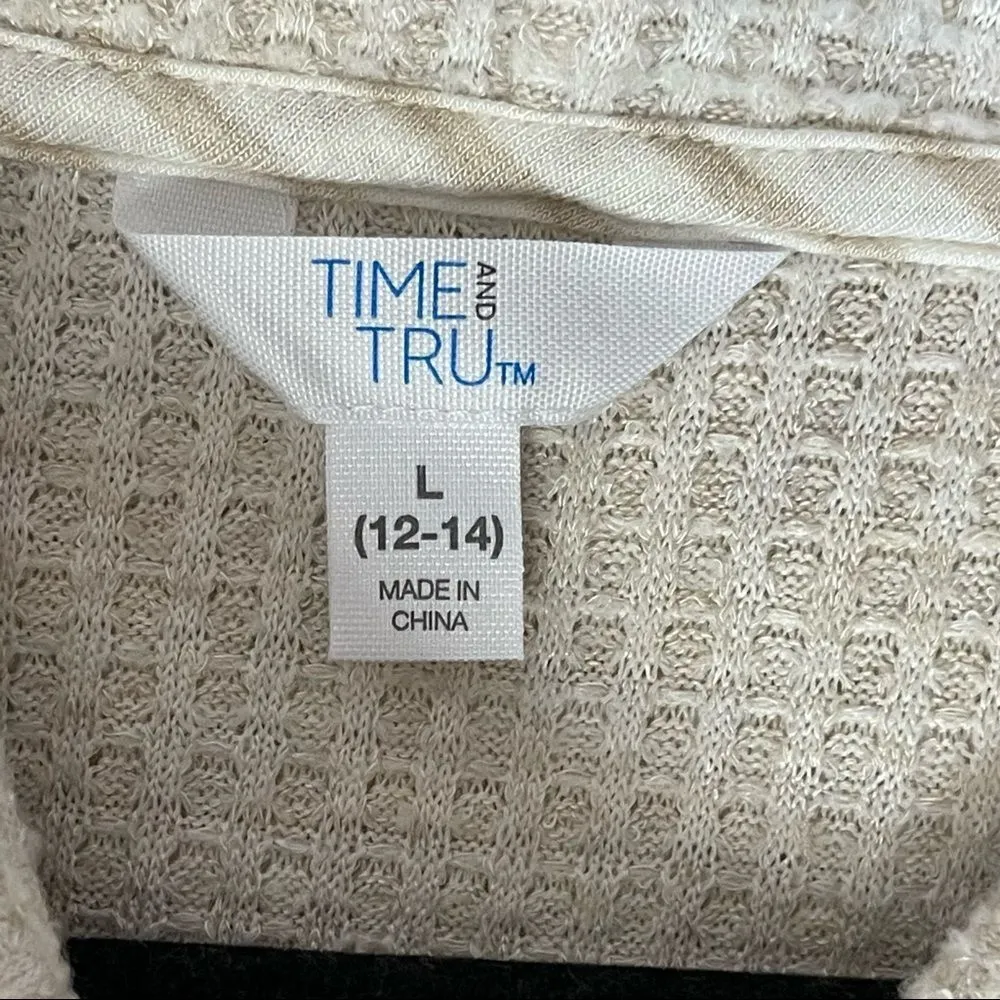 TIME AND
TRU™
L
(12-14)
MADE IN
CHINA